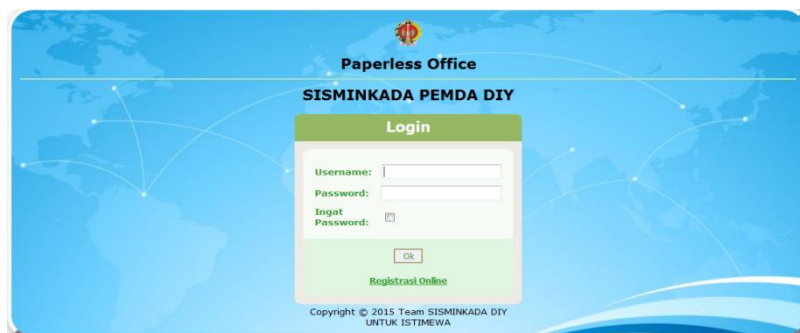 Paperless Office
SISMINKADA PEMDA DIY
Login
Username:
Password:
Ingat
Password:
Ok
Registrasi Online
Copyright © 2015 Team SISMINKADA DIY
UNTUK ISTIMEWA